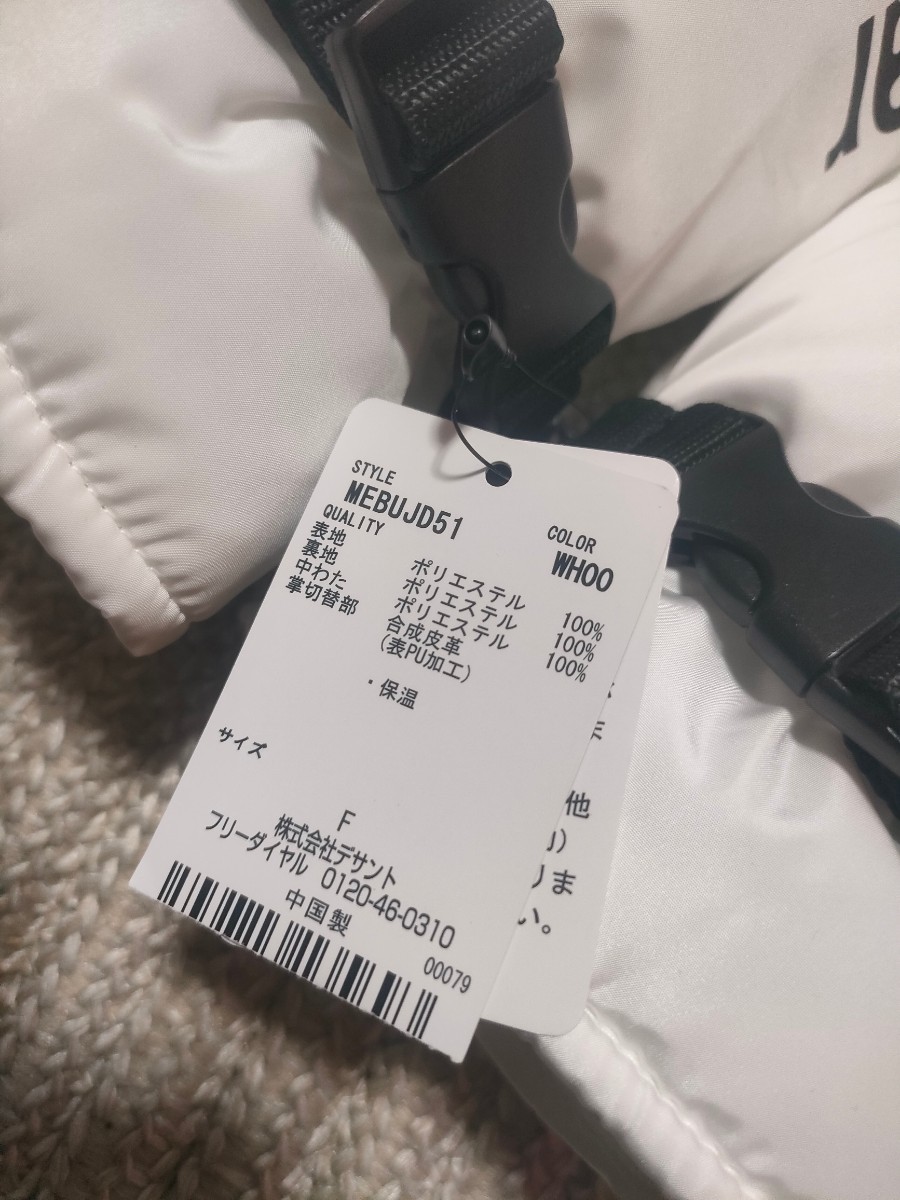 STYLE
MEBUJD51
COLOR
WH00
QUALITY
表地 ポリエステル 100%
裏地 ポリエステル 100%
中わた ポリエステル 100%
掌切替部 合成皮革
(表PU加工)
・保温
サイズ
F
株式会社デサント
フリーダイヤル 0120-46-0310
中国製
00079
他
)
りま
い。
ar